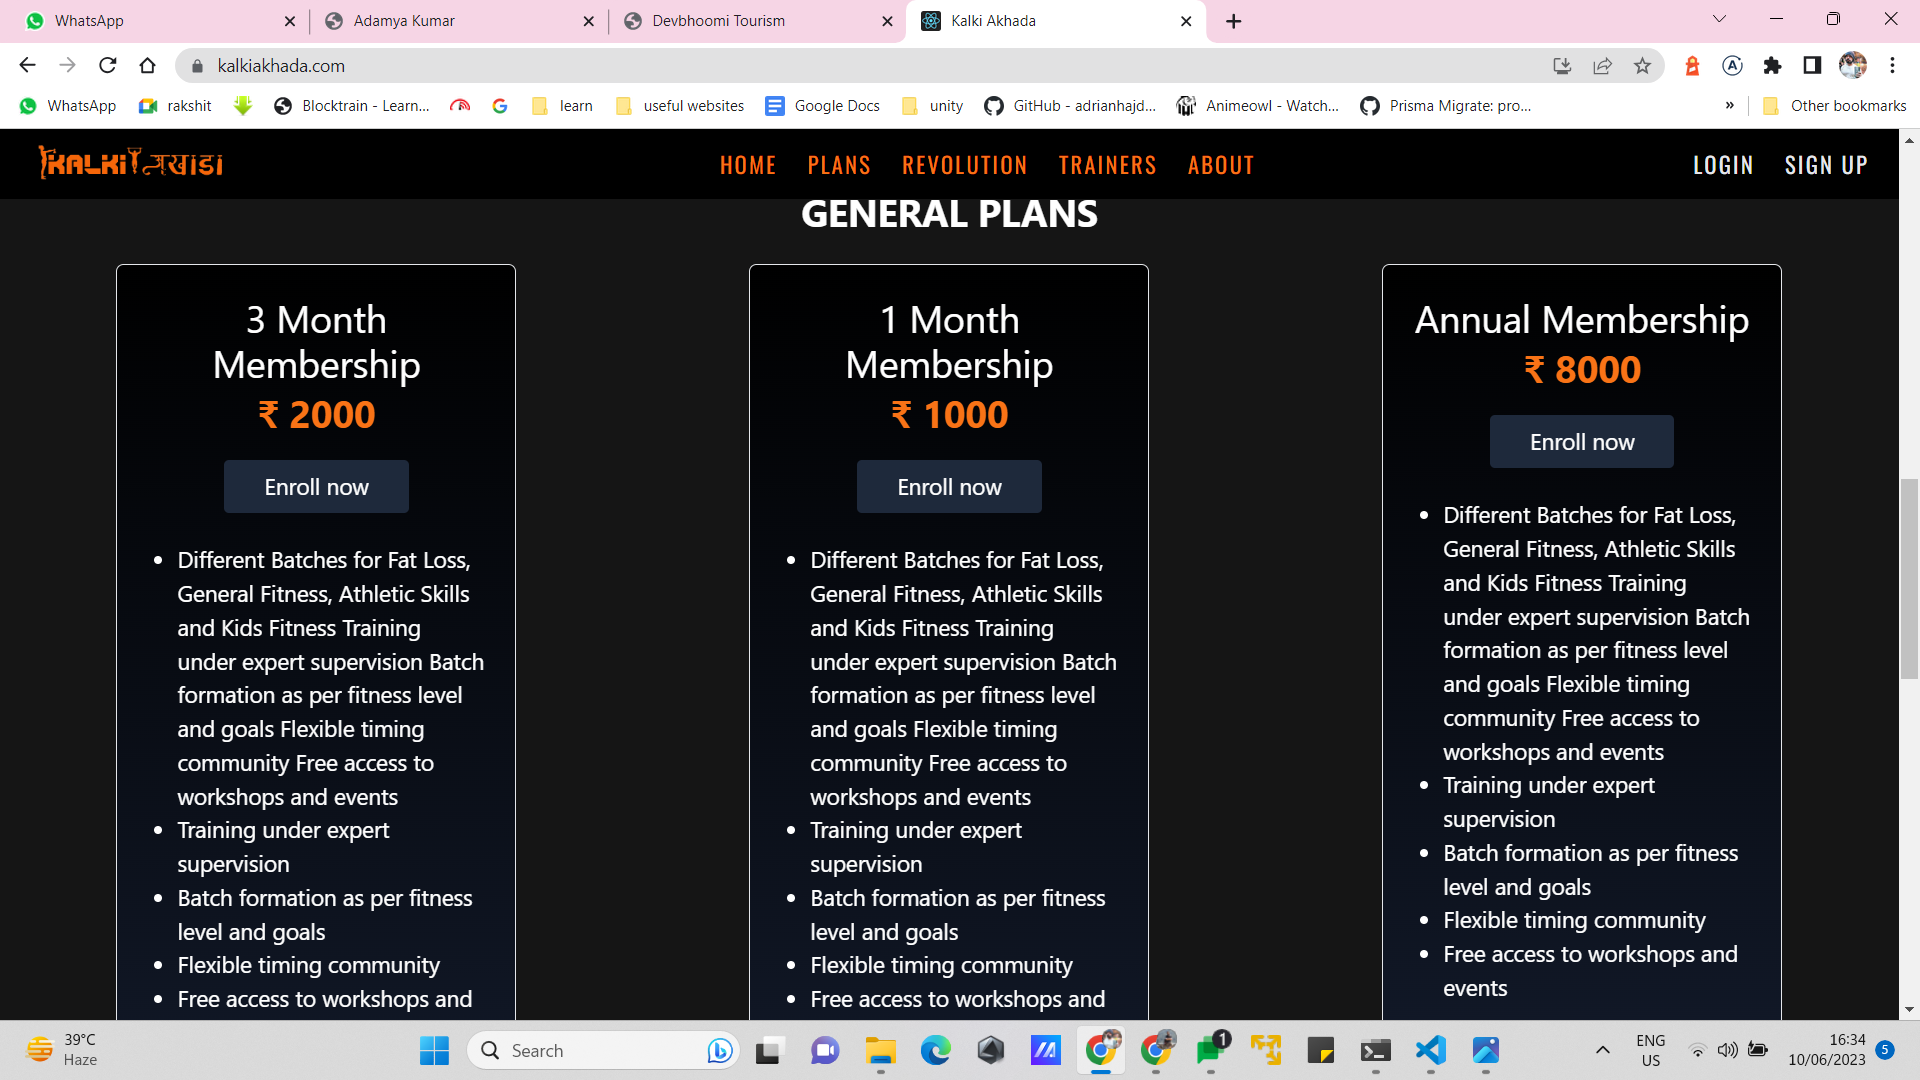 WhatsApp
Adamya Kumar
Devbhoomi Tourism
Kalki Akhada
kalkiakhada.com
WhatsApp
rakshit
Blocktrain - Learn...
learn
useful websites
Google Docs
unity
GitHub - adrianhajd...
Animeowl - Watch...
Prisma Migrate: pro...
»
Other bookmarks
KALKI अखाडा
HOME PLANS REVOLUTION TRAINERS ABOUT
LOGIN SIGN UP
GENERAL PLANS
3 Month
Membership
₹ 2000
Enroll now
• Different Batches for Fat Loss,
General Fitness, Athletic Skills
and Kids Fitness Training
under expert supervision Batch
formation as per fitness level
and goals Flexible timing
community Free access to
workshops and events
• Training under expert
supervision
• Batch formation as per fitness
level and goals
• Flexible timing community
• Free access to workshops and
1 Month
Membership
₹ 1000
Enroll now
• Different Batches for Fat Loss,
General Fitness, Athletic Skills
and Kids Fitness Training
under expert supervision Batch
formation as per fitness level
and goals Flexible timing
community Free access to
workshops and events
• Training under expert
supervision
• Batch formation as per fitness
level and goals
• Flexible timing community
• Free access to workshops and
Annual Membership
₹ 8000
Enroll now
• Different Batches for Fat Loss,
General Fitness, Athletic Skills
and Kids Fitness Training
under expert supervision Batch
formation as per fitness level
and goals Flexible timing
community Free access to
workshops and events
• Training under expert
supervision
• Batch formation as per fitness
level and goals
• Flexible timing community
• Free access to workshops and
events
39°C
Haze
Search
1
ENG
US
16:34
10/06/2023
5